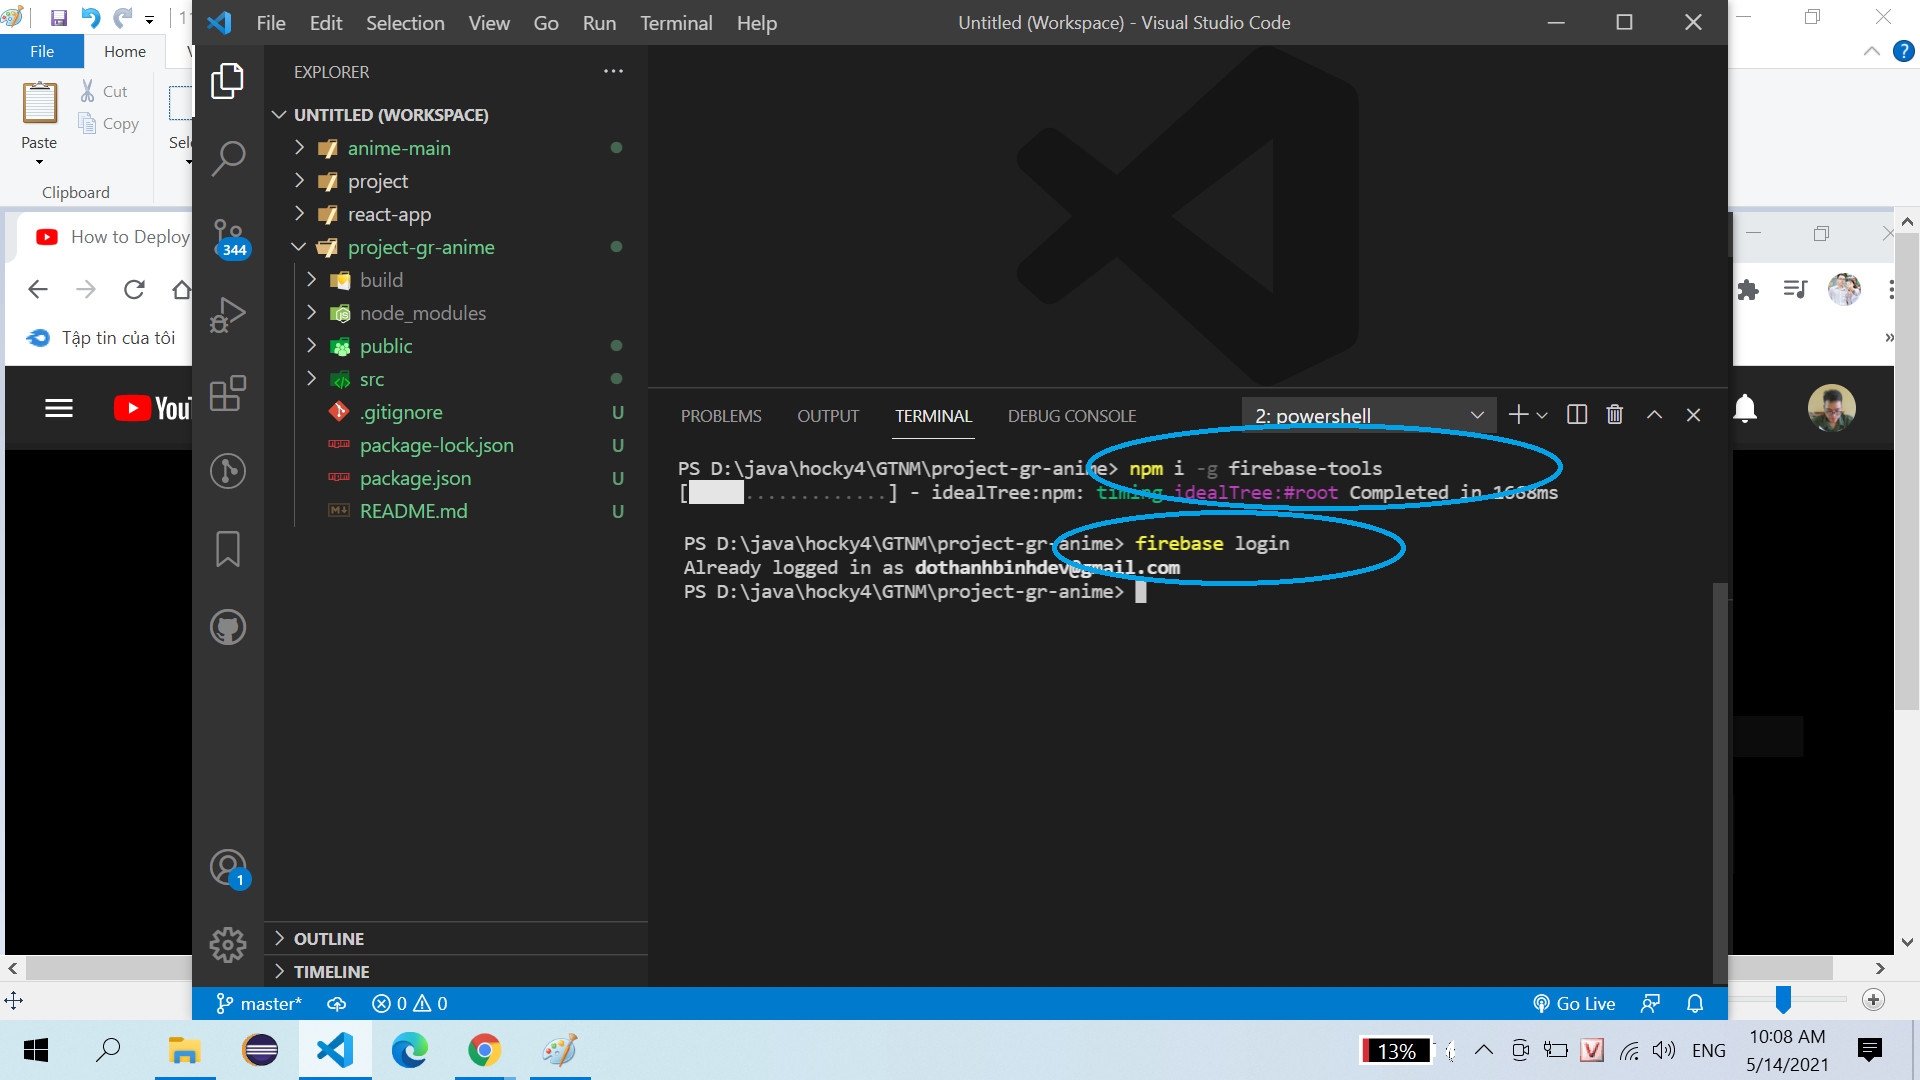 File Edit Selection View Go Run Terminal Help
Untitled (Workspace) - Visual Studio Code
File Home
Paste
Cut
Copy
Clipboard
How to Deploy
Tập tin của tôi
EXPLORER
UNTITLED (WORKSPACE)
anime-main
project
react-app
project-gr-anime
build
node_modules
public
src
.gitignore U
package-lock.json U
package.json U
README.md U
344
1
OUTLINE
TIMELINE
PROBLEMS OUTPUT TERMINAL DEBUG CONSOLE 2: powershell
PS D:\java\hocky4\GTNM\project-gr-anime> npm i -g firebase-tools
[ .............] - idealTree:npm: timing idealTree:#root Completed in 1668ms
PS D:\java\hocky4\GTNM\project-gr-anime> firebase login
Already logged in as dothanhbinhdev@gmail.com
PS D:\java\hocky4\GTNM\project-gr-anime>
master* 0 0 Go Live
13% ENG 10:08 AM
5/14/2021